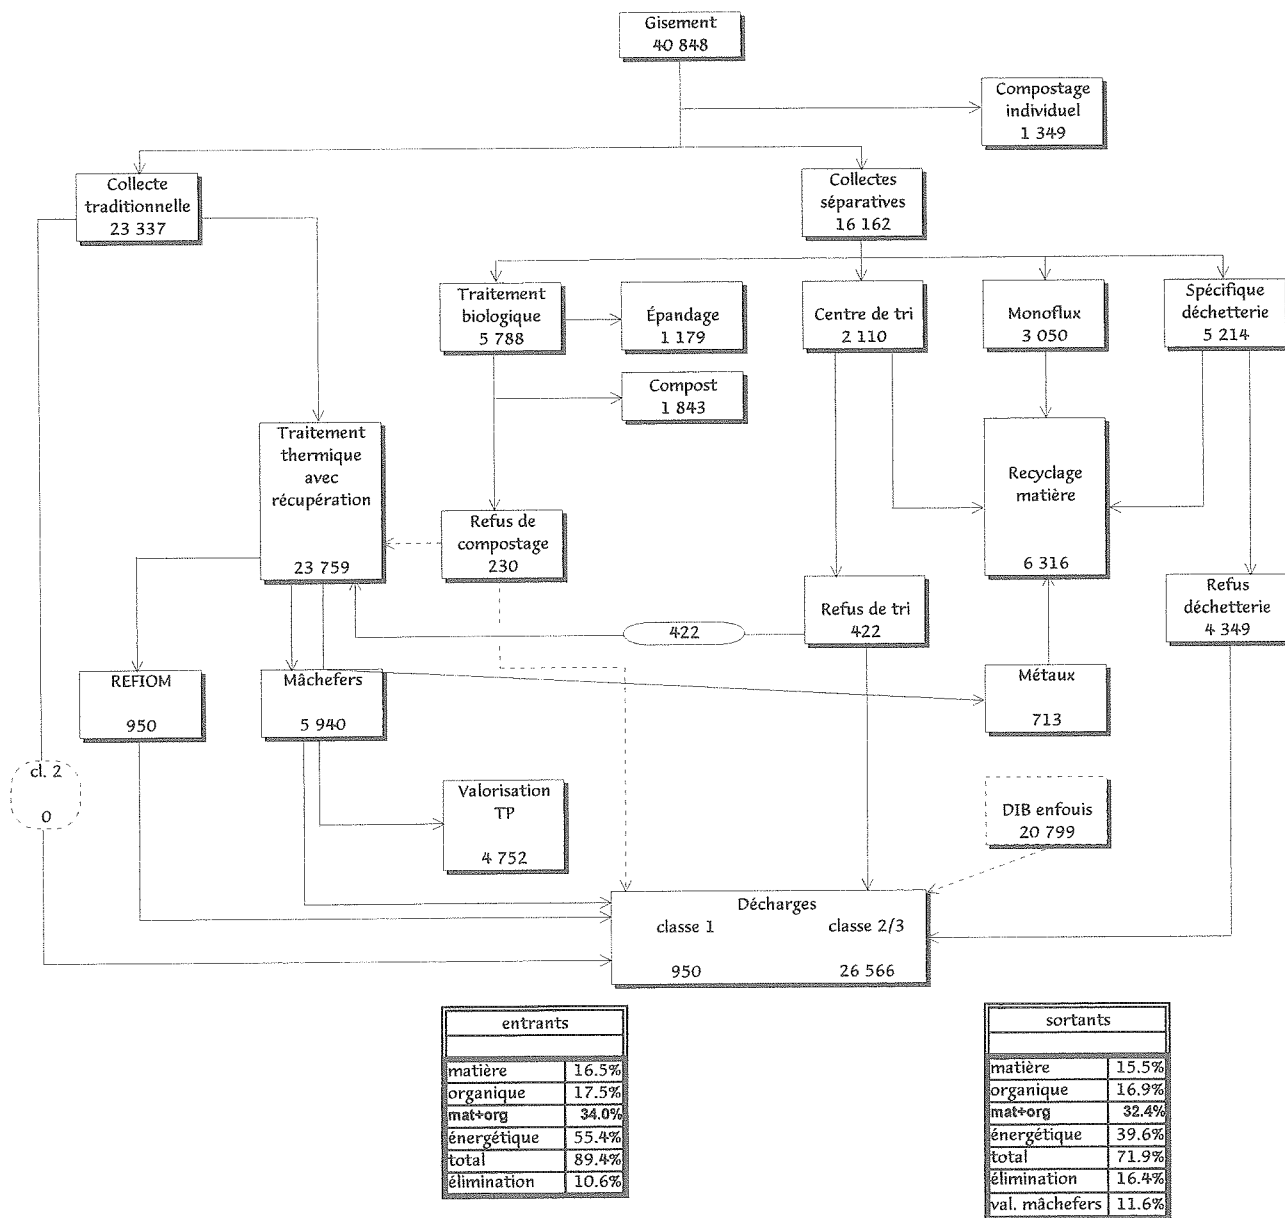 Gisement
40 848
Compostage
individuel
1 349
Collecte
traditionnelle
23 337
Collectes
séparatives
16 162
Traitement
biologique
5 788
Épandage
1 179
Centre de tri
2 110
Monoflux
3 050
Spécifique
déchetterie
5 214
Compost
1 843
Traitement
thermique
avec
récupération
23 759
Recyclage
matière
6 316
Refus de
compostage
230
Refus de tri
422
422
Refus
déchetterie
4 349
REFIOM
950
Mâchefers
5 940
Métaux
713
cl. 2
0
Valorisation
TP
4 752
DIB enfouis
20 799
Décharges
classe 1 classe 2/3
950 26 566
entrants
matière 16.5%
organique 17.5%
mat+org 34.0%
énergétique 55.4%
total 89.4%
élimination 10.6%
sortants
matière 15.5%
organique 16.9%
mat+org 32.4%
énergétique 39.6%
total 71.9%
élimination 16.4%
val. mâchefers 11.6%